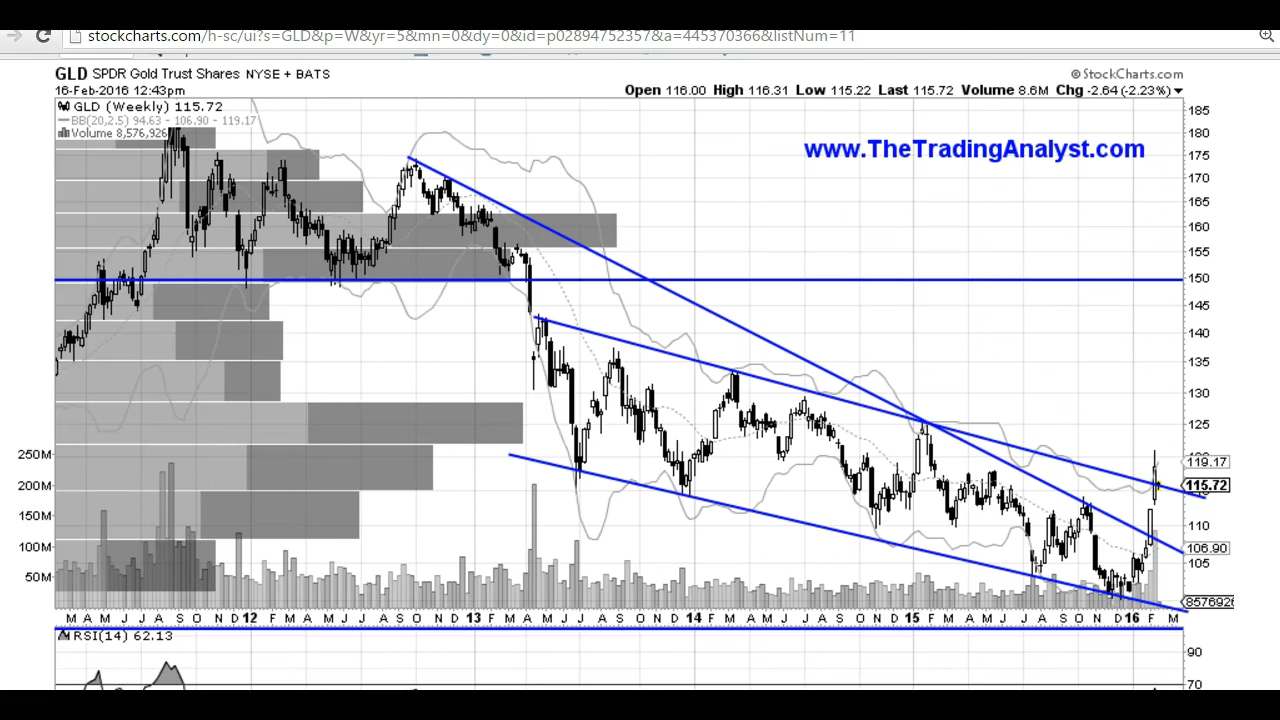 stockcharts.com/h-sc/ui?s=GLD&p=W&yr=5&mn=0&dy=0&id=p02894752357&a=445370366&listNum=11
GLD SPDR Gold Trust Shares NYSE + BATS
© StockCharts.com
16-Feb-2016 12:43pm
Open 116.00 High 116.31 Low 115.22 Last 115.72 Volume 8.6M Chg -2.64 (-2.23%)
GLD (Weekly) 115.72
BB(20,2.5) 94.63 - 106.90 - 119.17
Volume 8,576,926
www.TheTradingAnalyst.com
185
180
175
170
165
160
155
150
145
140
135
130
125
119.17
115.72
110
106.90
105
8576926
250M
200M
150M
100M
50M
M A M J J A S O N D 12 F M A M J J A S O N D 13 F M A M J J A S O N D 14 F M A M J J A S O N D 15 F M A M J J A S O N D 16 F M
RSI(14) 62.13
90
70